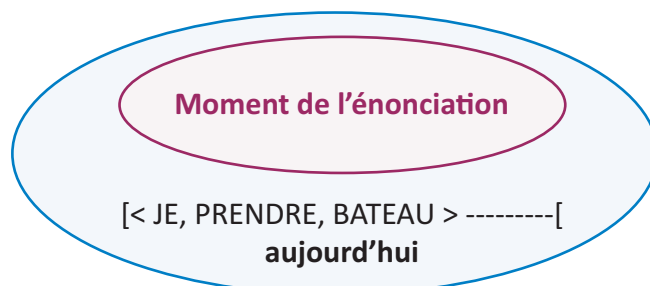 Moment de l’énonciation
[< JE, PRENDRE, BATEAU > ---------[
aujourd’hui